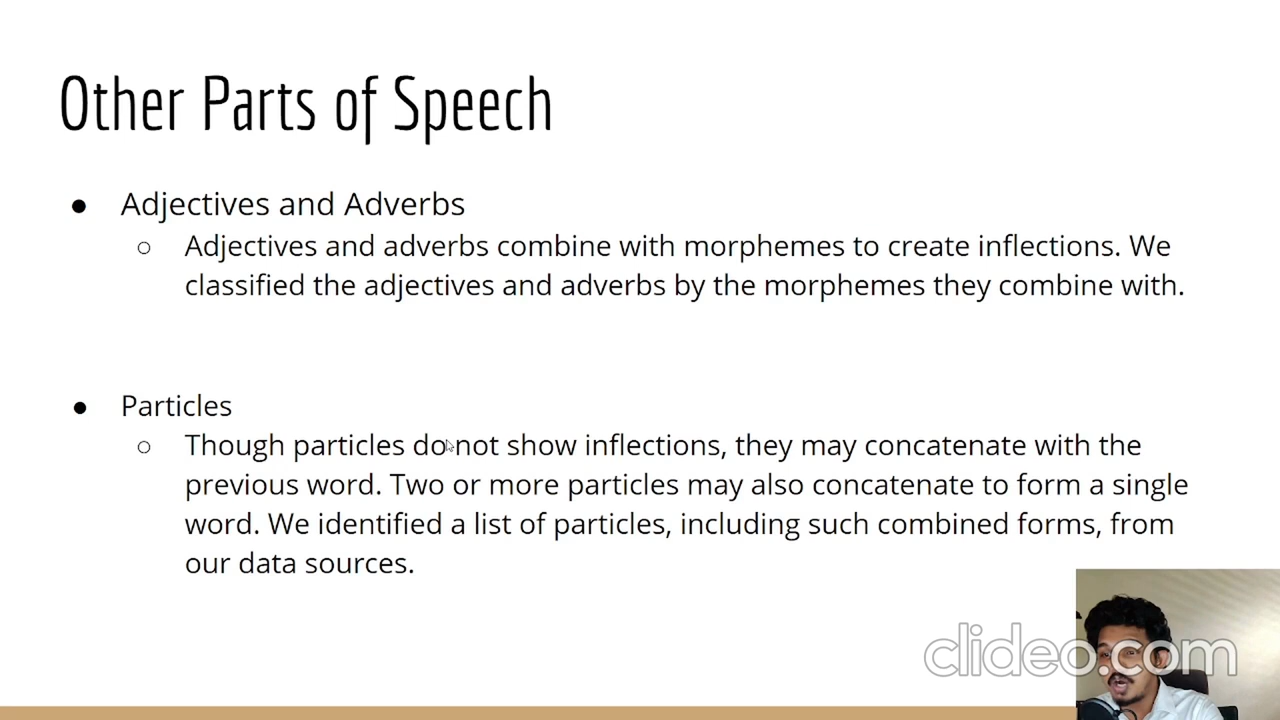 Other Parts of Speech
● Adjectives and Adverbs
○ Adjectives and adverbs combine with morphemes to create inflections. We
classified the adjectives and adverbs by the morphemes they combine with.
● Particles
○ Though particles do not show inflections, they may concatenate with the
previous word. Two or more particles may also concatenate to form a single
word. We identified a list of particles, including such combined forms, from
our data sources.
clideo.com